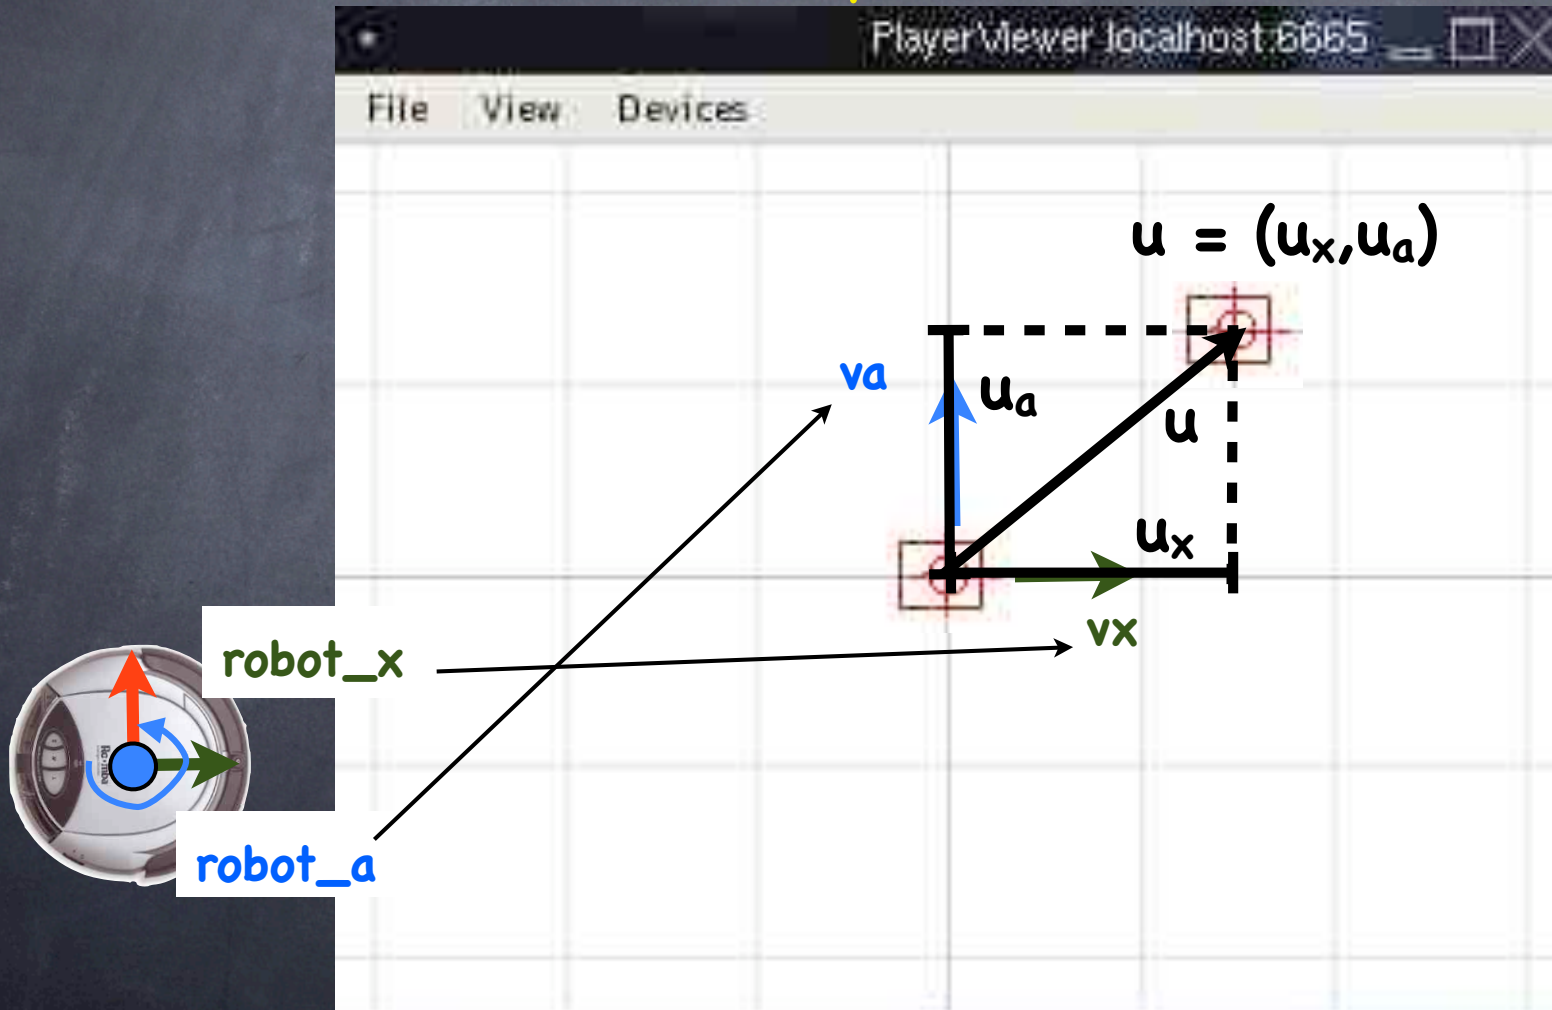 PlayerViewer localhost:6665
File View Devices
u = (uₓ,uₐ)
va
uₐ
u
uₓ
vx
robot_x
robot_a